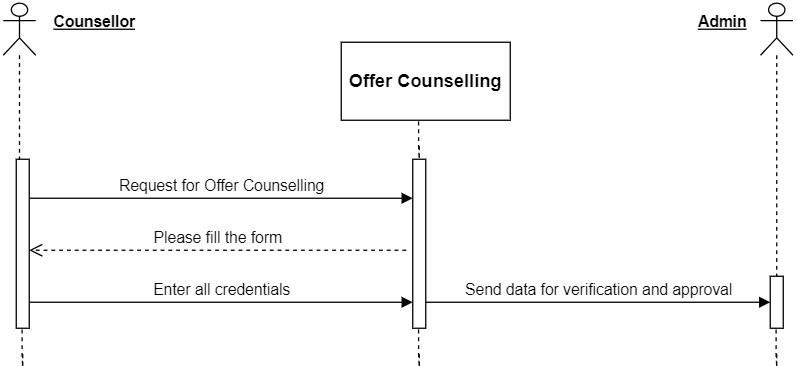 Counsellor
Admin
Offer Counselling
Request for Offer Counselling
Please fill the form
Enter all credentials
Send data for verification and approval